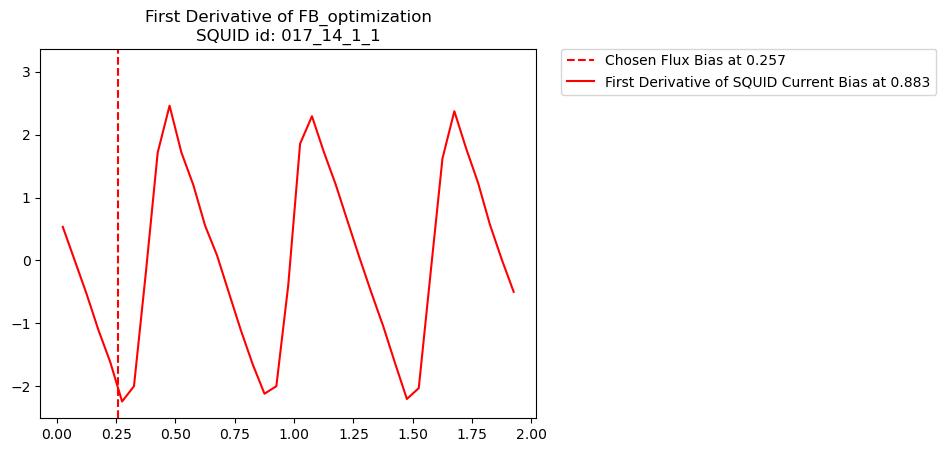 First Derivative of FB_optimization
SQUID id: 017_14_1_1
3
2
1
0
−1
−2
0.00 0.25 0.50 0.75 1.00 1.25 1.50 1.75 2.00
Chosen Flux Bias at 0.257
First Derivative of SQUID Current Bias at 0.883